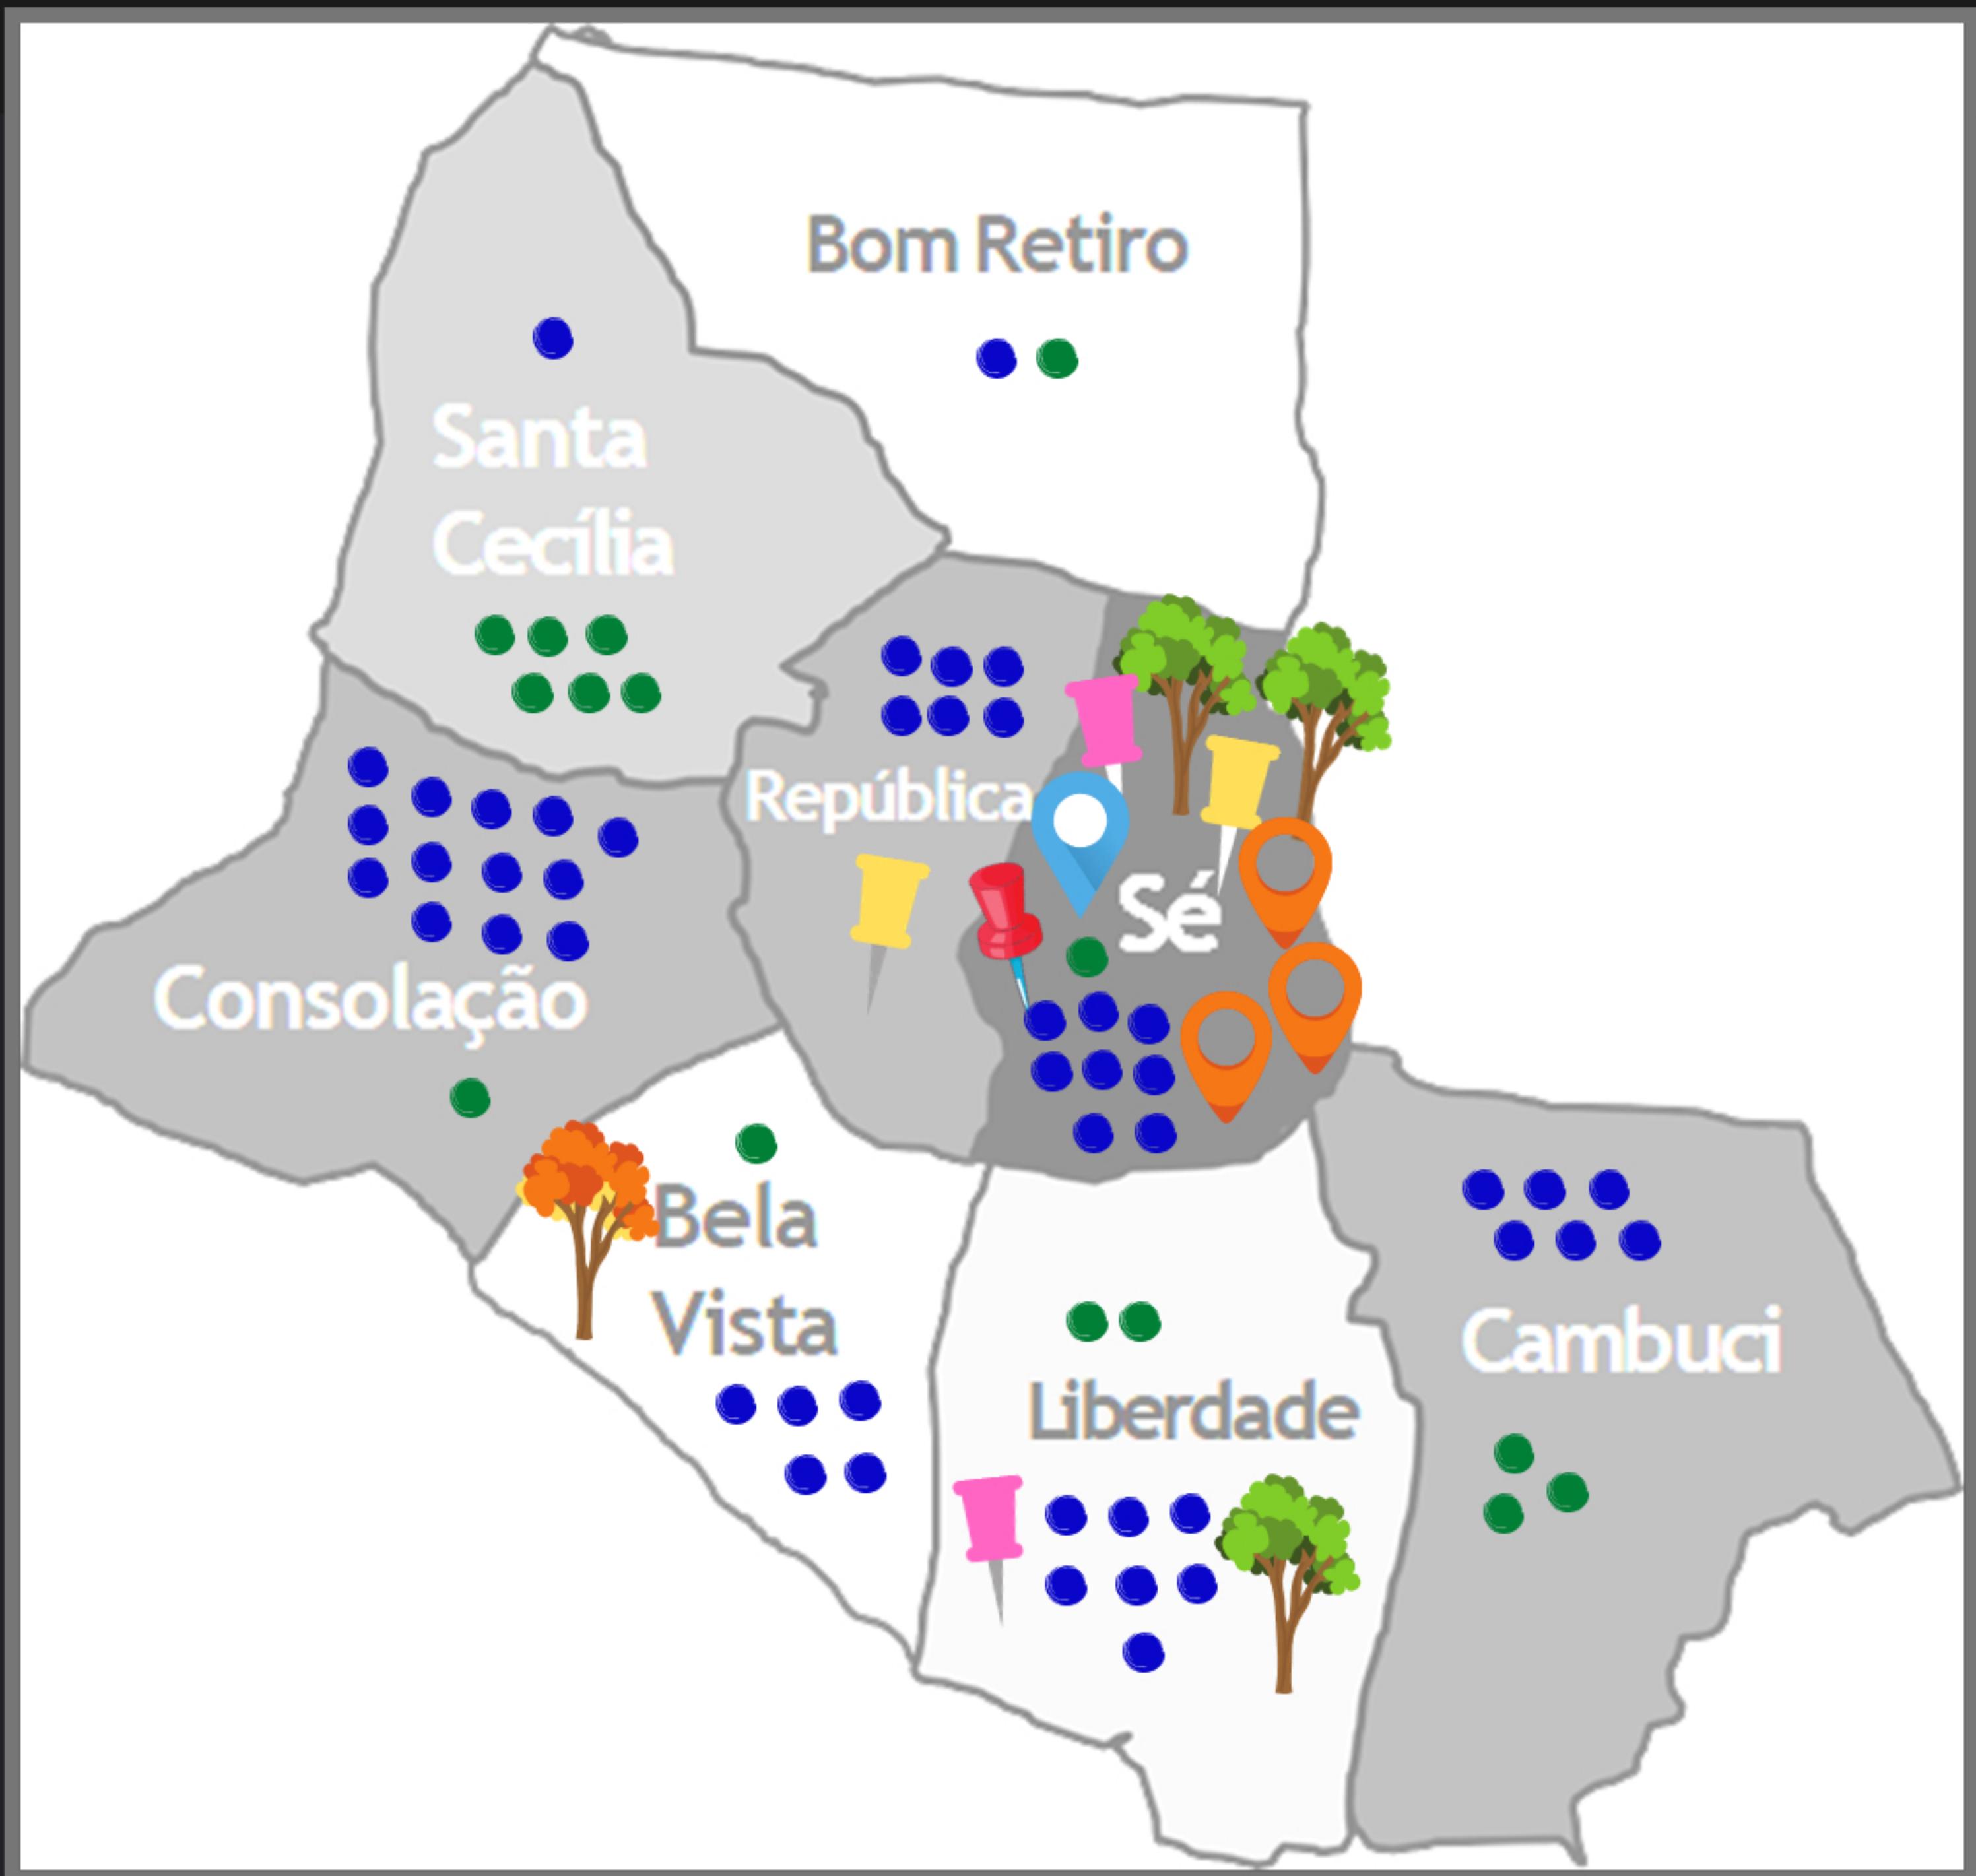 Bom Retiro
Santa
Cecília
República
Sé
Consolação
Bela
Vista
Cambuci
Liberdade